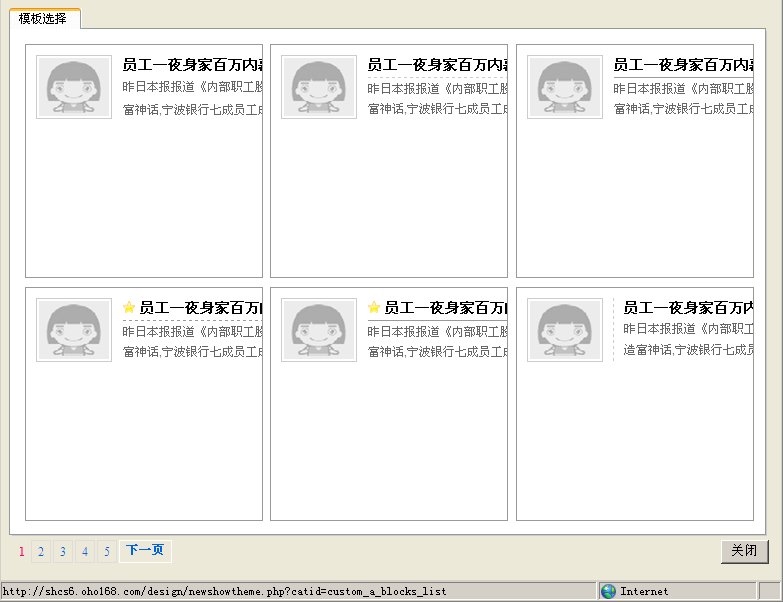 模板选择
员工一夜身家百万内
昨日本报报道《内部职工
富神话,宁波银行七成员工
员工一夜身家百万内
昨日本报报道《内部职工
富神话,宁波银行七成员工
员工一夜身家百万内
昨日本报报道《内部职工
富神话,宁波银行七成员工
员工一夜身家百万
昨日本报报道《内部职工
富神话,宁波银行七成员工
员工一夜身家百万
昨日本报报道《内部职工
富神话,宁波银行七成员工
员工一夜身家百万内
昨日本报报道《内部职工
造富神话,宁波银行七成员
1 2 3 4 5 下一页
关闭
http://shcs6.oho168.com/design/newshowtheme.php?catid=custom_a_blocks_list
Internet